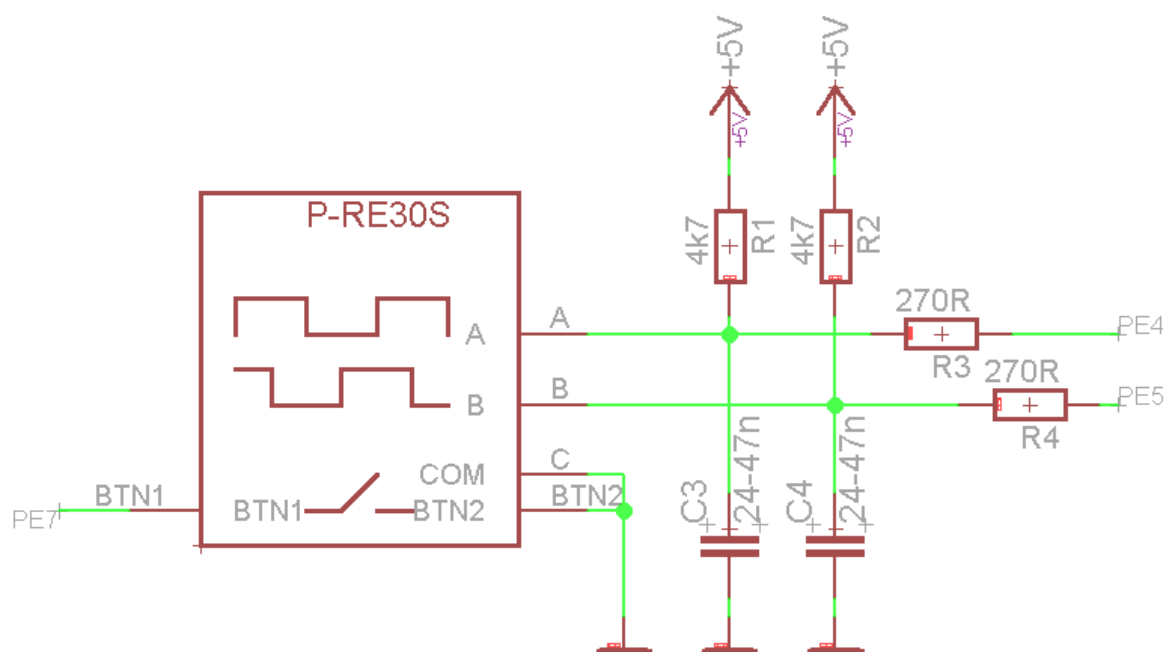 +5V
+5V
+5V
+5V
P-RE30S
4k7
R1
4k7
R2
A
A
270R
R3
PE4
B
B
270R
R4
PE5
COM
C
BTN1
BTN1
BTN2
BTN2
PE7
C3
24-47n
C4
24-47n